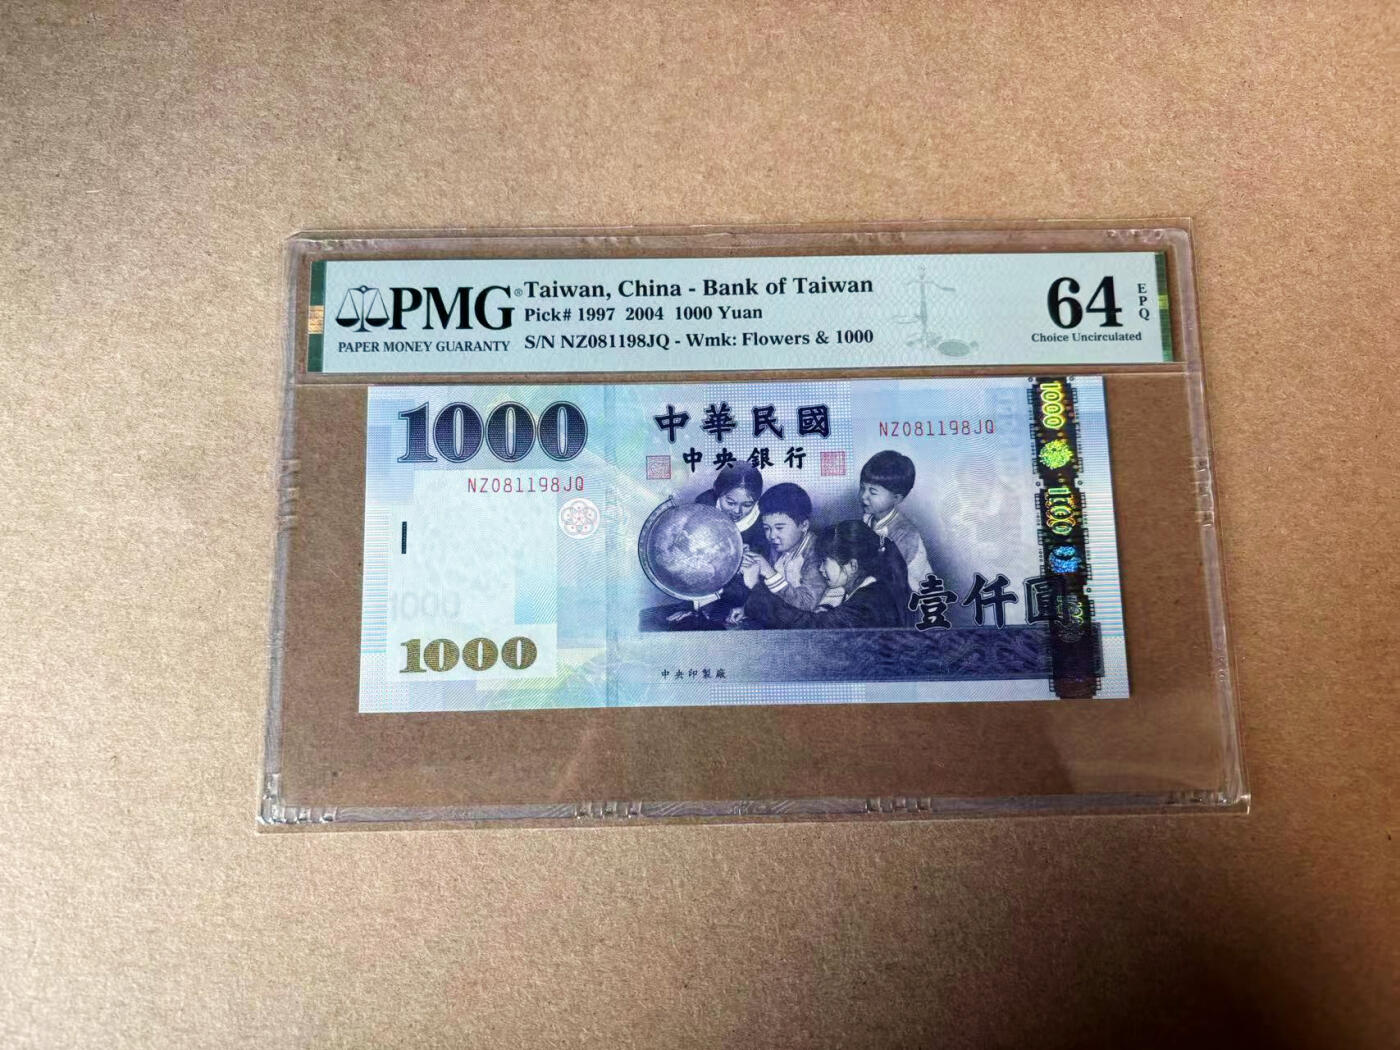 PMG®
PAPER MONEY GUARANTY
Taiwan, China - Bank of Taiwan
Pick# 1997 2004 1000 Yuan
S/N NZ081198JQ - Wmk: Flowers & 1000
64
EPQ
Choice Uncirculated
1000
中華民國
中央銀行
NZ081198JQ
NZ081198JQ
1000
1000
壹仟圓
1000
1000
中央印製廠